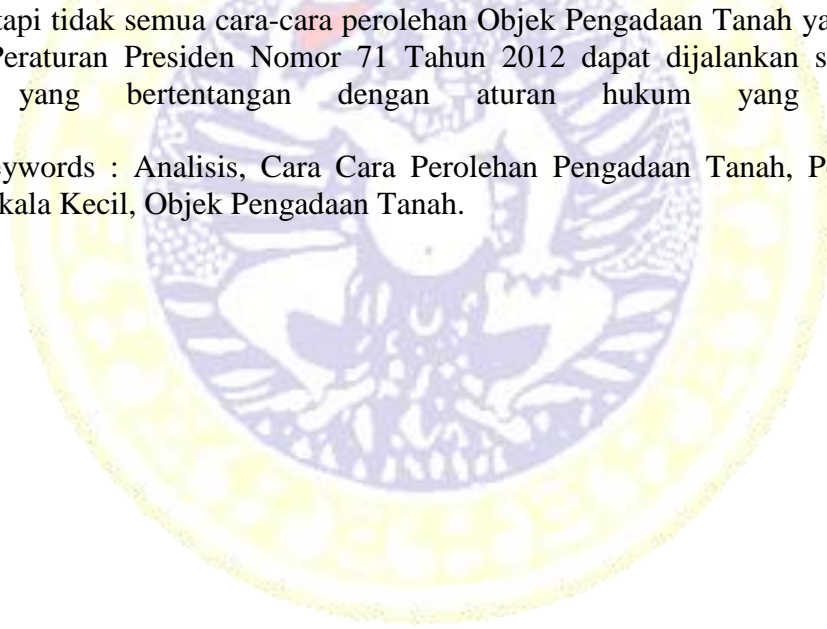 tapi tidak semua cara-cara perolehan Objek Pengadaan Tanah
Peraturan Presiden Nomor 71 Tahun 2012 dapat dijalankan
yang bertentangan dengan aturan hukum yang
ywords : Analisis, Cara Cara Perolehan Pengadaan Tanah,
kala Kecil, Objek Pengadaan Tanah.